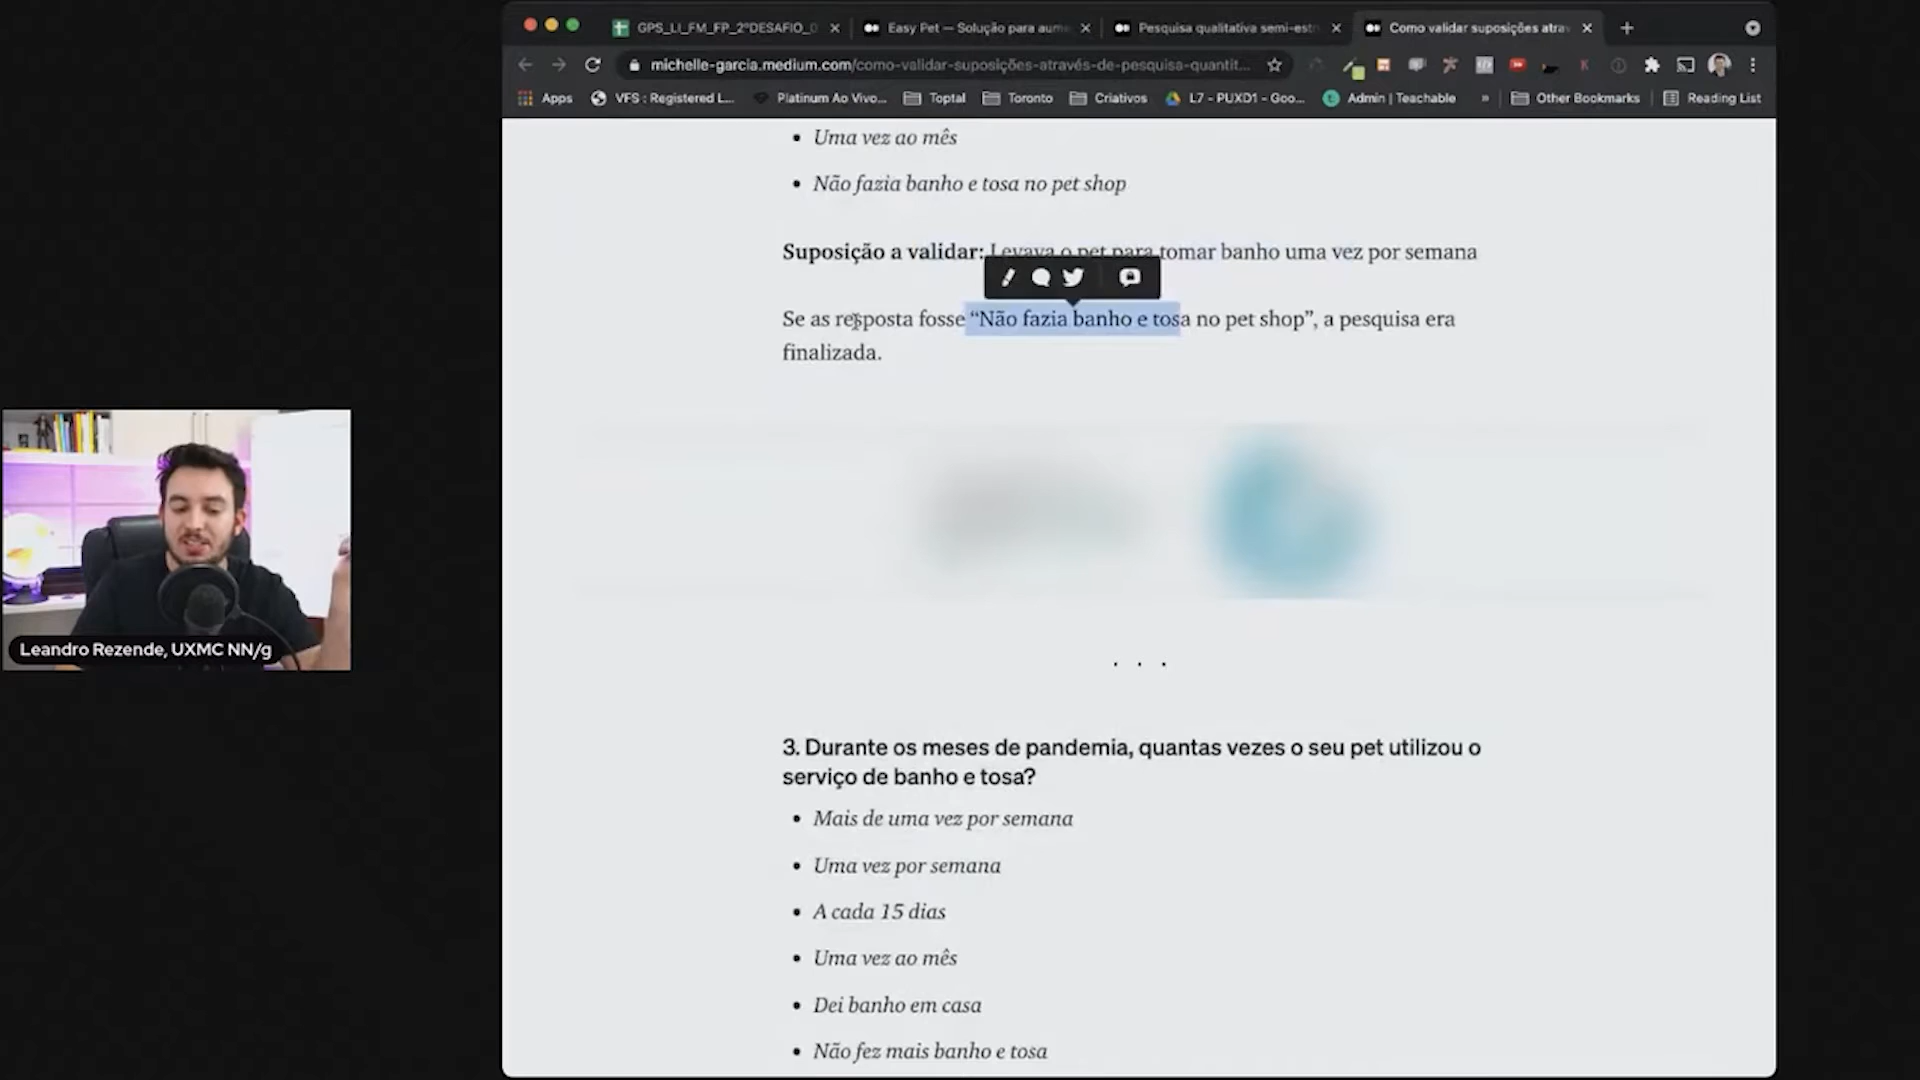 GPS_LI_FM_FP_2ºDESAFIO_0
Easy Pet — Solução para aume
Pesquisa qualitativa semi-estr
Como validar suposições atrav
michelle-garcia.medium.com/como-validar-suposições-através-de-pesquisa-quantit...
Apps
VFS : Registered L...
Platinum Ao Vivo...
Toptal
Toronto
Criativos
L7 - PUXD1 - Goo...
Admin | Teachable
»
Other Bookmarks
Reading List
• Uma vez ao mês
• Não fazia banho e tosa no pet shop
Suposição a validar: Levava o pet para tomar banho uma vez por semana
Se as resposta fosse “Não fazia banho e tosa no pet shop”, a pesquisa era
finalizada.
Leandro Rezende, UXMC NN/g
. . .
3. Durante os meses de pandemia, quantas vezes o seu pet utilizou o
serviço de banho e tosa?
• Mais de uma vez por semana
• Uma vez por semana
• A cada 15 dias
• Uma vez ao mês
• Dei banho em casa
• Não fez mais banho e tosa